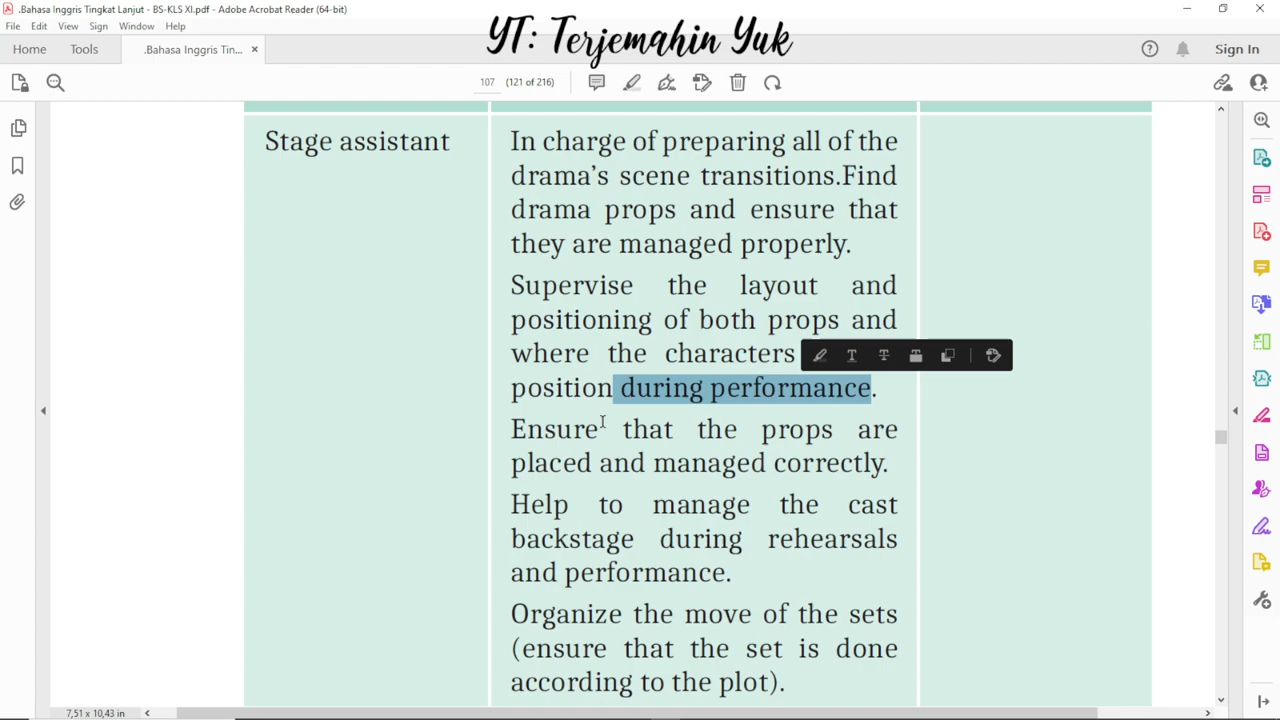 .Bahasa Inggris Tingkat Lanjut - BS-KLS XI.pdf - Adobe Acrobat Reader (64-bit)
File Edit View Sign Window Help
YT: Terjemahin Yuk
Home Tools .Bahasa Inggris Tin... Sign In
107 (121 of 216)
Stage assistant
In charge of preparing all of the
drama’s scene transitions.Find
drama props and ensure that
they are managed properly.
Supervise the layout and
positioning of both props and
where the characters
position during performance.
Ensure that the props are
placed and managed correctly.
Help to manage the cast
backstage during rehearsals
and performance.
Organize the move of the sets
(ensure that the set is done
according to the plot).
7,51 x 10,43 in